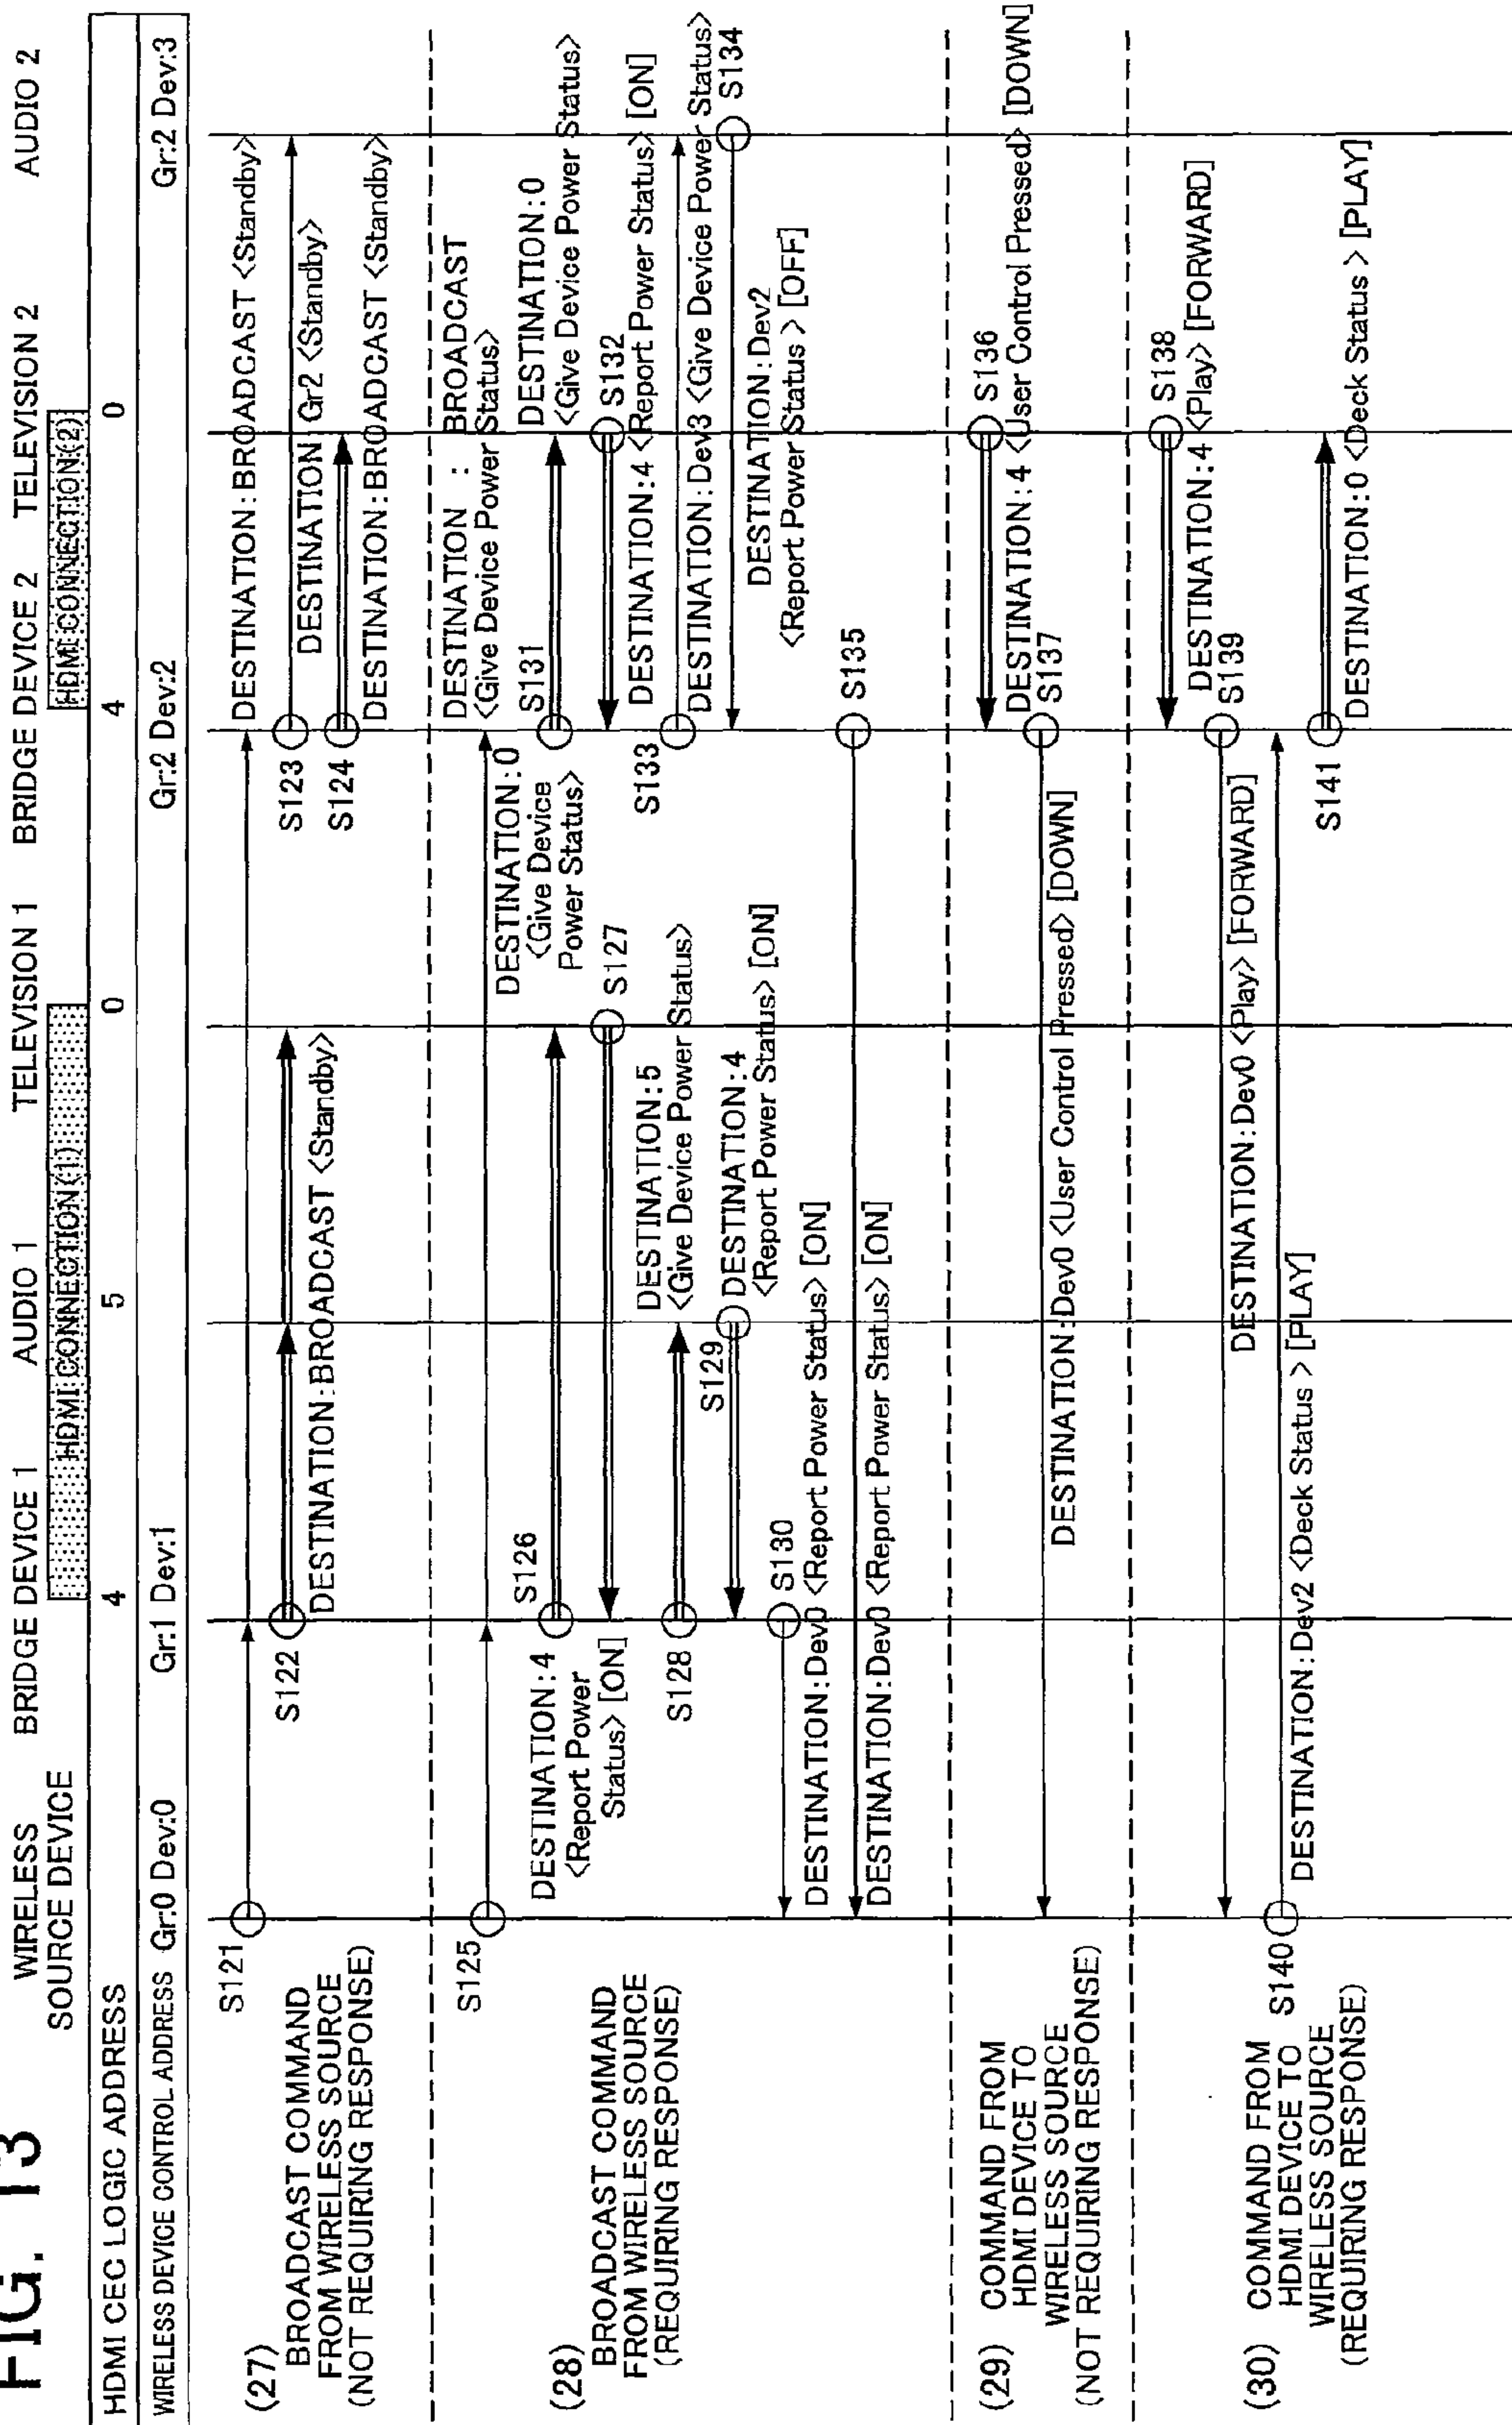 FIG. 13
WIRELESS
SOURCE DEVICE
BRIDGE DEVICE 1
AUDIO 1
TELEVISION 1
BRIDGE DEVICE 2
TELEVISION 2
AUDIO 2
HDMI CONNECTION(1)
HDMI CONNECTION(2)
HDMI CEC LOGIC ADDRESS
4
5
0
4
0
WIRELESS DEVICE CONTROL ADDRESS
Gr:0 Dev:0
Gr:1 Dev:1
Gr:2 Dev:2
Gr:2 Dev:3
(27)
BROADCAST COMMAND
FROM WIRELESS SOURCE
(NOT REQUIRING RESPONSE)
S121
DESTINATION:BROADCAST <Standby>
S122
DESTINATION:BROADCAST <Standby>
S123
DESTINATION Gr2 <Standby>
S124
DESTINATION:BROADCAST <Standby>
(28)
BROADCAST COMMAND
FROM WIRELESS SOURCE
(REQUIRING RESPONSE)
S125
DESTINATION : BROADCAST
<Give Device Power Status>
S126
DESTINATION:0
<Give Device
Power Status>
S131
DESTINATION:0
<Give Device Power Status>
DESTINATION:4
<Report Power
Status> [ON]
S127
S132
DESTINATION:4 <Report Power Status> [ON]
S128
DESTINATION:5
<Give Device Power Status>
S133
DESTINATION:Dev3 <Give Device Power Status>
S129
DESTINATION:4
<Report Power Status> [ON]
S134
DESTINATION:Dev2
<Report Power Status > [OFF]
S130
DESTINATION:Dev0 <Report Power Status> [ON]
S135
DESTINATION:Dev0 <Report Power Status> [ON]
(29)
COMMAND FROM
HDMI DEVICE TO
WIRELESS SOURCE
(NOT REQUIRING RESPONSE)
S136
DESTINATION:4 <User Control Pressed> [DOWN]
S137
DESTINATION:Dev0 <User Control Pressed> [DOWN]
(30)
COMMAND FROM
HDMI DEVICE TO
WIRELESS SOURCE
(REQUIRING RESPONSE)
S138
DESTINATION:4 <Play> [FORWARD]
S139
DESTINATION:Dev0 <Play> [FORWARD]
S140
DESTINATION:Dev2 <Deck Status > [PLAY]
S141
DESTINATION:0 <Deck Status > [PLAY]